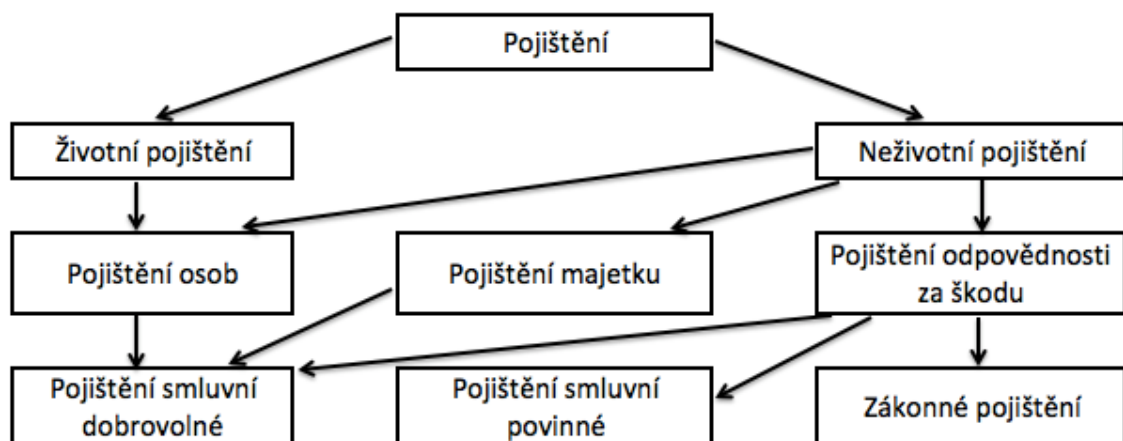 Pojištění
Životní pojištění
Neživotní pojištění
Pojištění osob
Pojištění majetku
Pojištění odpovědnosti
za škodu
Pojištění smluvní
dobrovolné
Pojištění smluvní
povinné
Zákonné pojištění